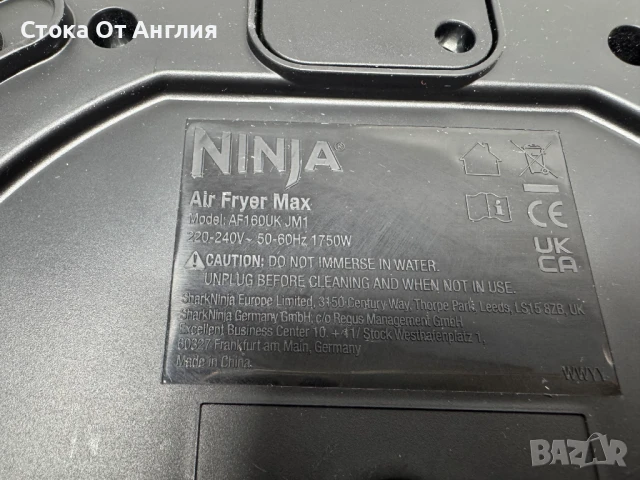 Стока От Англия
NINJA®
Air Fryer Max
Model: AF160UK JM1
220-240V~ 50-60Hz 1750W
CAUTION: DO NOT IMMERSE IN WATER.
UNPLUG BEFORE CLEANING AND WHEN NOT IN USE.
SharkNinja Europe Limited, 3150 Century Way, Thorpe Park, Leeds, LS15 8ZB, UK
SharkNinja Germany GmbH, c/o Regus Management GmbH
Excellent Business Center 10. + 11/ Stock Westhafenplatz 1,
60327 Frankfurt am Main, Germany
Made in China.
CE
UK
CA
WWYY
BAZAR